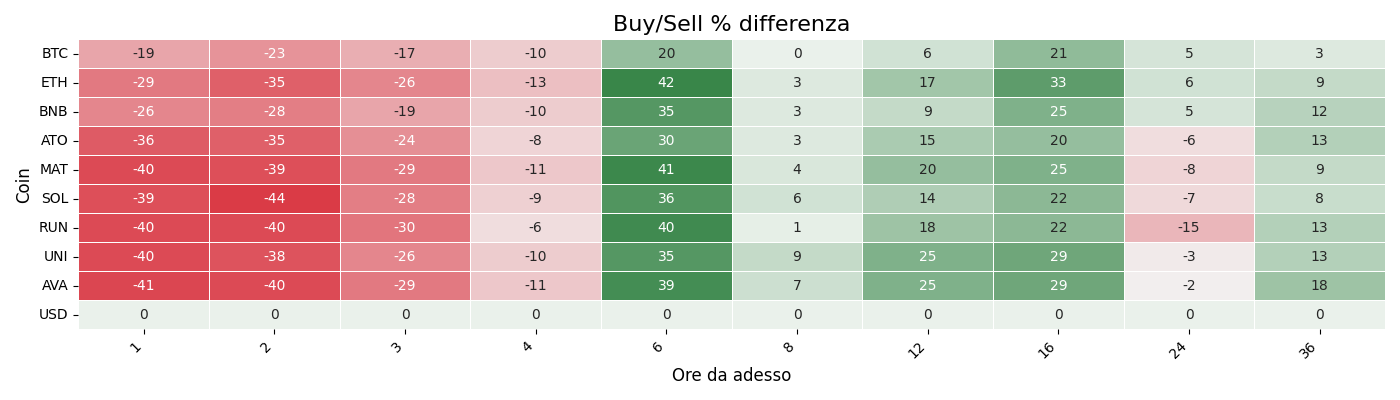 Buy/Sell % differenza
Coin
BTC -19 -23 -17 -10 20 0 6 21 5 3
ETH -29 -35 -26 -13 42 3 17 33 6 9
BNB -26 -28 -19 -10 35 3 9 25 5 12
ATO -36 -35 -24 -8 30 3 15 20 -6 13
MAT -40 -39 -29 -11 41 4 20 25 -8 9
SOL -39 -44 -28 -9 36 6 14 22 -7 8
RUN -40 -40 -30 -6 40 1 18 22 -15 13
UNI -40 -38 -26 -10 35 9 25 29 -3 13
AVA -41 -40 -29 -11 39 7 25 29 -2 18
USD 0 0 0 0 0 0 0 0 0 0
1 2 3 4 6 8 12 16 24 36
Ore da adesso